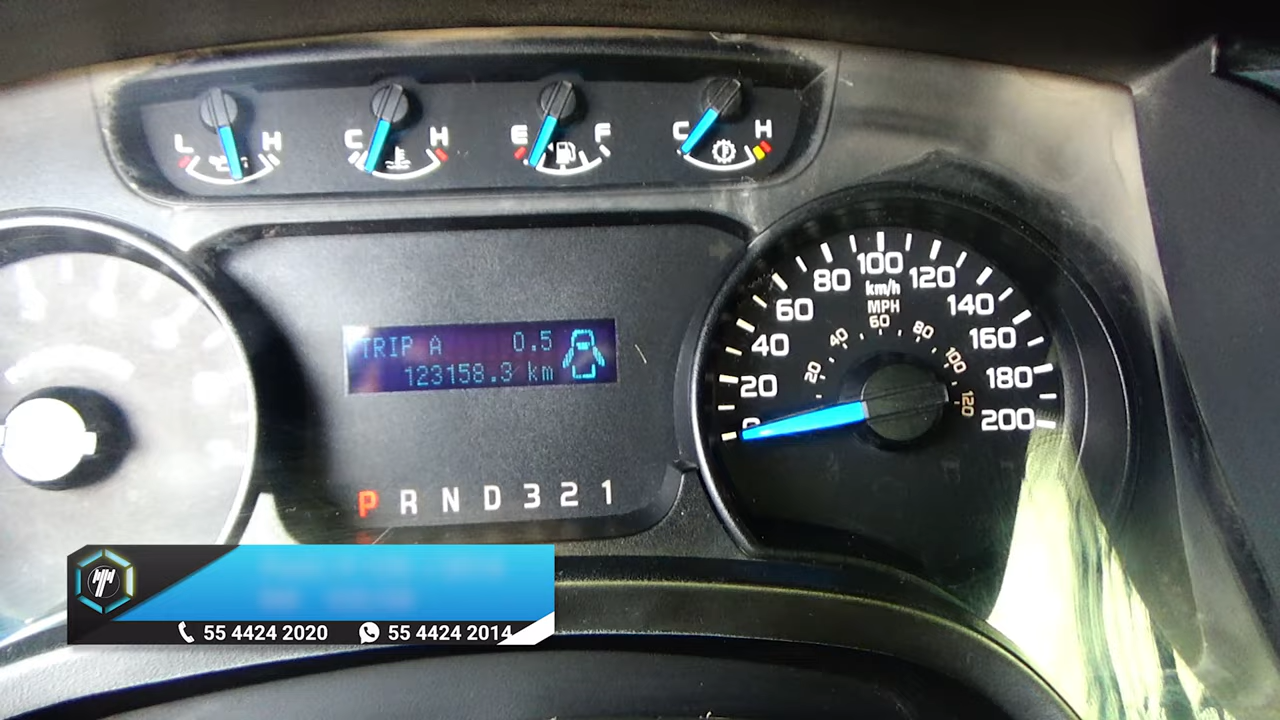 L H
C H
E F
C H
0 20 40 60 80 100 120 140 160 180 200
km/h
MPH
20 40 60 80 100 120
TRIP A 0.5
123158.3 km
P R N D 3 2 1
55 4424 2020 55 4424 2014